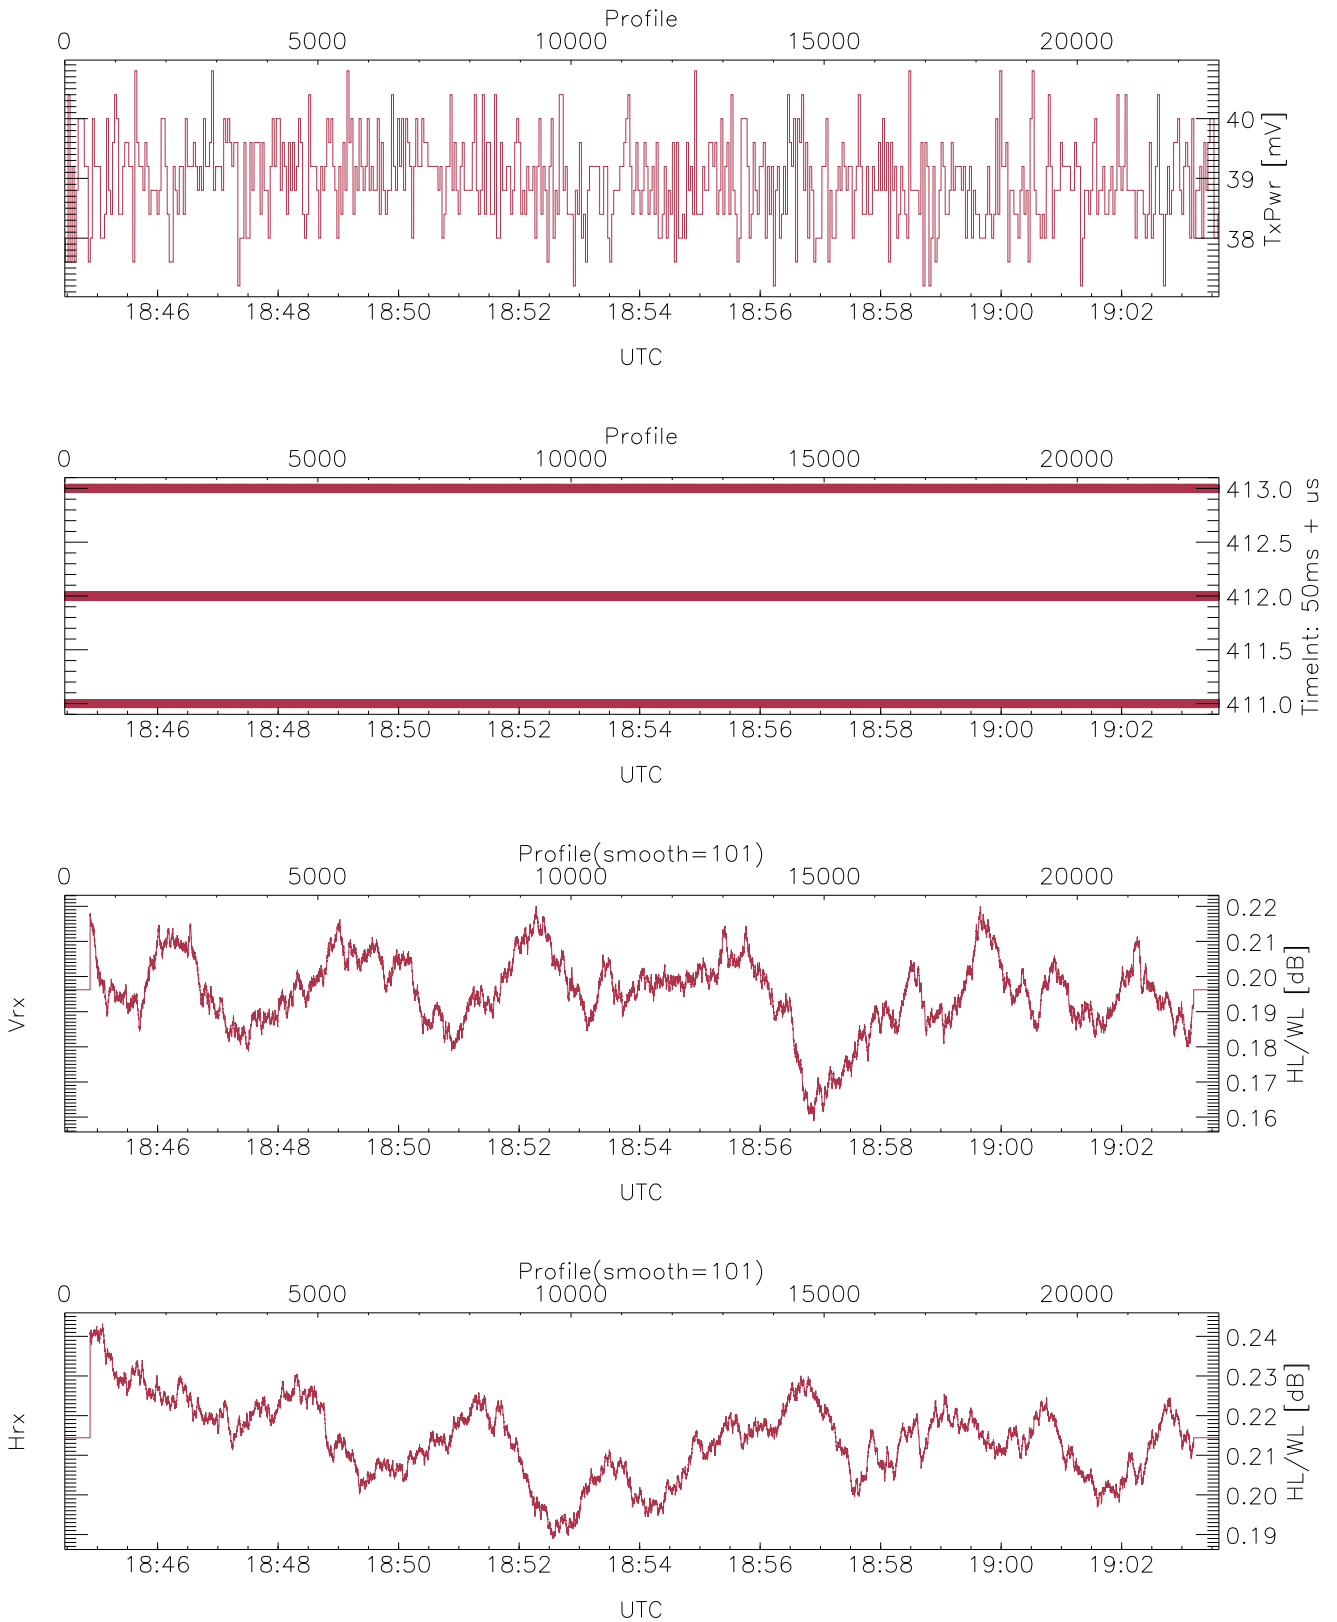 Profile
0 5000 10000 15000 20000
40
39
38
TxPwr [mV]
18:46 18:48 18:50 18:52 18:54 18:56 18:58 19:00 19:02
UTC
Profile
0 5000 10000 15000 20000
413.0
412.5
412.0
411.5
411.0
TimeInt: 50ms + us
18:46 18:48 18:50 18:52 18:54 18:56 18:58 19:00 19:02
UTC
Profile(smooth=101)
0 5000 10000 15000 20000
Vrx
0.22
0.21
0.20
0.19
0.18
0.17
0.16
HL/WL [dB]
18:46 18:48 18:50 18:52 18:54 18:56 18:58 19:00 19:02
UTC
Profile(smooth=101)
0 5000 10000 15000 20000
Hrx
0.24
0.23
0.22
0.21
0.20
0.19
HL/WL [dB]
18:46 18:48 18:50 18:52 18:54 18:56 18:58 19:00 19:02
UTC